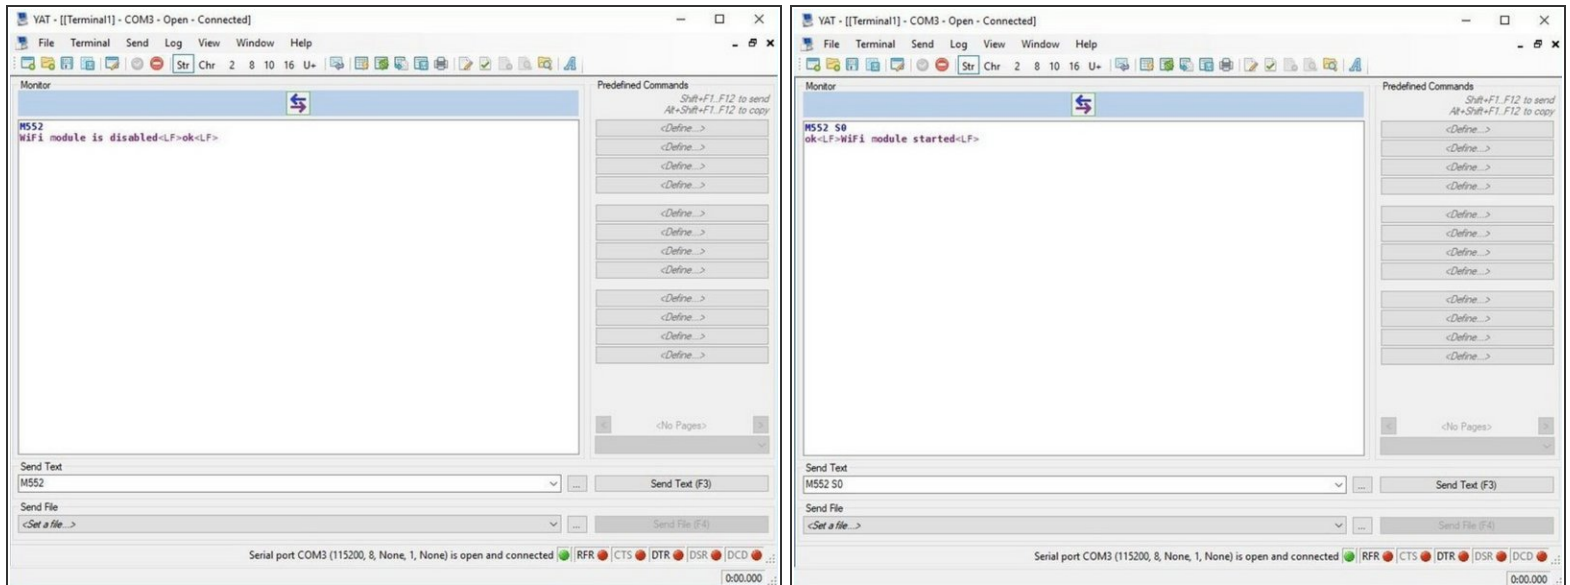 YAT - [[Terminal1] - COM3 - Open - Connected]
File Terminal Send Log View Window Help
Str Chr 2 8 10 16 U+
Monitor
M552
WiFi module is disabled<LF>ok<LF>
Predefined Commands
Shift+F1..F12 to send
Alt+Shift+F1..F12 to copy
<Define...>
<Define...>
<Define...>
<Define...>
<Define...>
<Define...>
<Define...>
<Define...>
<Define...>
<Define...>
<Define...>
<Define...>
< <No Pages> >
Send Text
M552 ... Send Text (F3)
Send File
<Set a file...> ... Send File (F4)
Serial port COM3 (115200, 8, None, 1, None) is open and connected RFR CTS DTR DSR DCD
0:00.000
YAT - [[Terminal1] - COM3 - Open - Connected]
File Terminal Send Log View Window Help
Str Chr 2 8 10 16 U+
Monitor
M552 S0
ok<LF>WiFi module started<LF>
Predefined Commands
Shift+F1..F12 to send
Alt+Shift+F1..F12 to copy
<Define...>
<Define...>
<Define...>
<Define...>
<Define...>
<Define...>
<Define...>
<Define...>
<Define...>
<Define...>
<Define...>
<Define...>
< <No Pages> >
Send Text
M552 S0 ... Send Text (F3)
Send File
<Set a file...> ... Send File (F4)
Serial port COM3 (115200, 8, None, 1, None) is open and connected RFR CTS DTR DSR DCD
0:00.000